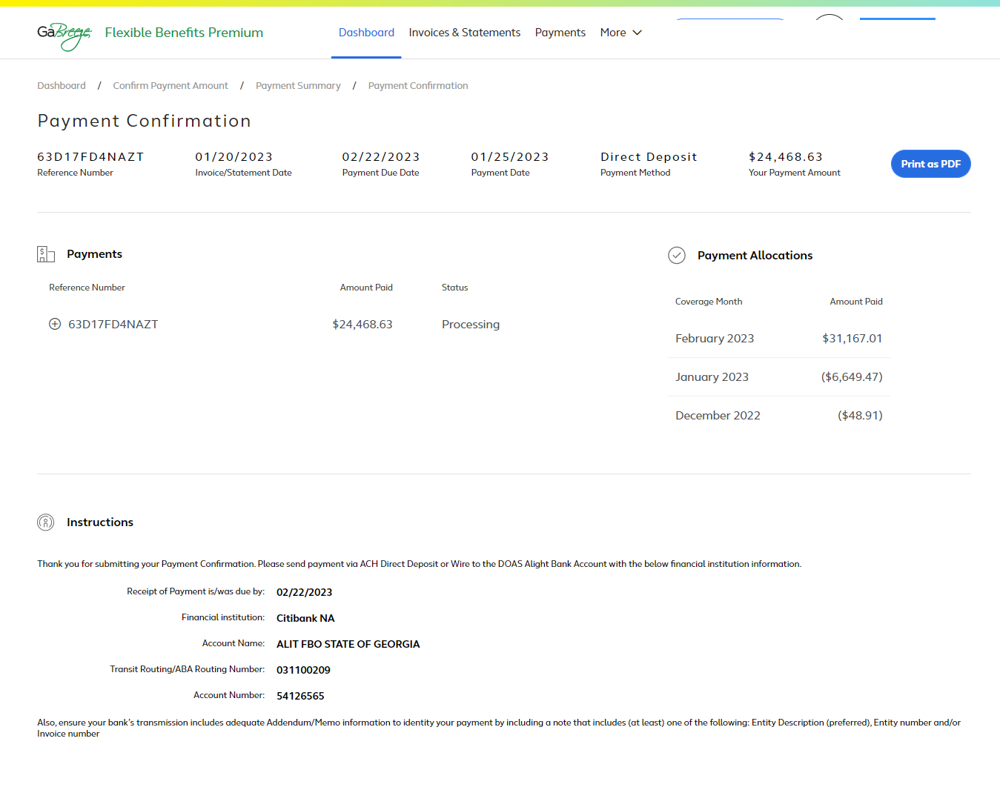 GaBreeze Flexible Benefits Premium Dashboard Invoices & Statements Payments More
Dashboard / Confirm Payment Amount / Payment Summary / Payment Confirmation
Payment Confirmation
63D17FD4NAZT 01/20/2023 02/22/2023 01/25/2023 Direct Deposit $24,468.63
Reference Number Invoice/Statement Date Payment Due Date Payment Date Payment Method Your Payment Amount
Print as PDF
Payments
Reference Number Amount Paid Status
63D17FD4NAZT $24,468.63 Processing
Payment Allocations
Coverage Month Amount Paid
February 2023 $31,167.01
January 2023 ($6,649.47)
December 2022 ($48.91)
Instructions
Thank you for submitting your Payment Confirmation. Please send payment via ACH Direct Deposit or Wire to the DOAS Alight Bank Account with the below financial institution information.
Receipt of Payment is/was due by: 02/22/2023
Financial institution: Citibank NA
Account Name: ALIT FBO STATE OF GEORGIA
Transit Routing/ABA Routing Number: 031100209
Account Number: 54126565
Also, ensure your bank's transmission includes adequate Addendum/Memo information to identity your payment by including a note that includes (at least) one of the following: Entity Description (preferred), Entity number and/or
Invoice number